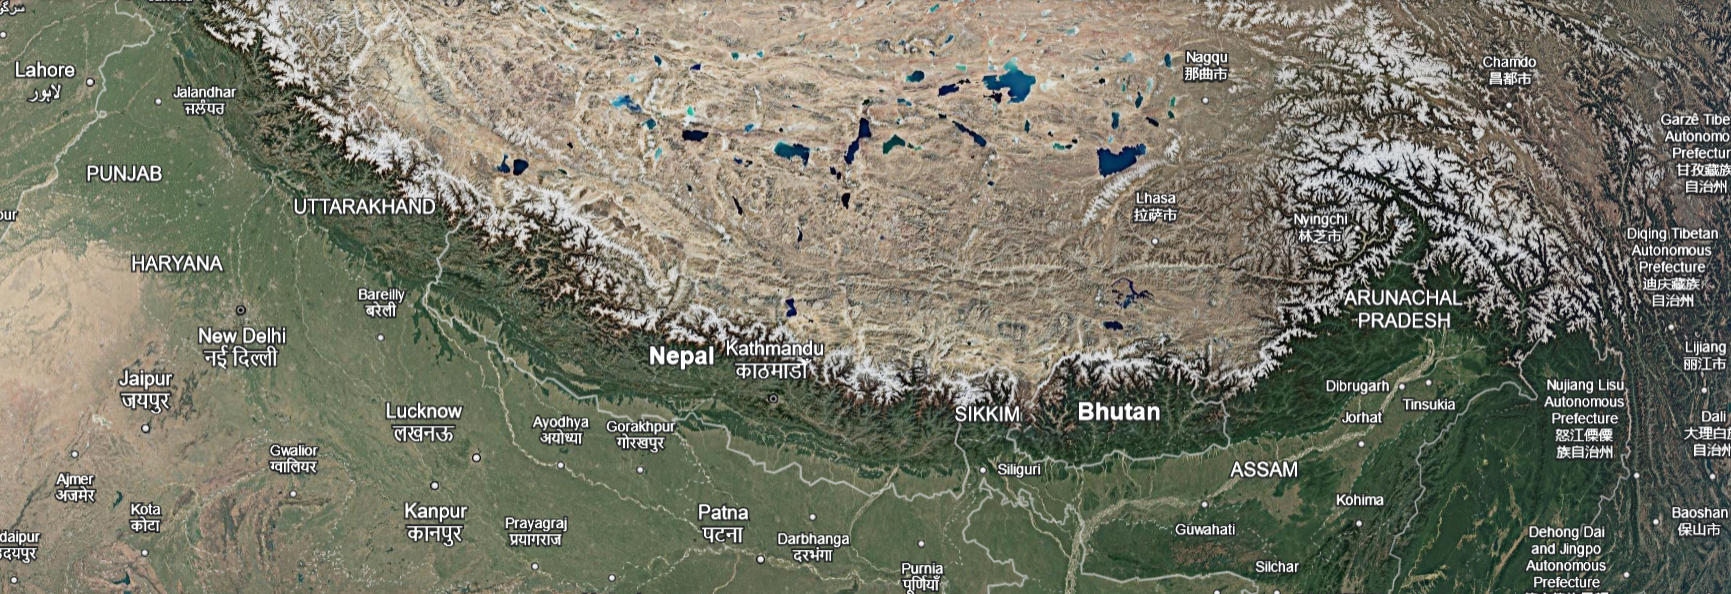 Lahore
لاہور
Jalandhar
ਜਲੰਧਰ
PUNJAB
UTTARAKHAND
HARYANA
Bareilly
बरेली
New Delhi
नई दिल्ली
Jaipur
जयपुर
Lucknow
लखनऊ
Ayodhya
अयोध्या
Gorakhpur
गोरखपुर
Gwalior
ग्वालियर
Ajmer
अजमेर
Kota
कोटा
Kanpur
कानपुर
Prayagraj
प्रयागराज
Patna
पटना
Darbhanga
दरभंगा
Purnia
पूर्णियाँ
daipur
उदयपुर
Nepal
Kathmandu
काठमाडौँ
SIKKIM
Bhutan
Siliguri
Nagqu
那曲市
Lhasa
拉萨市
Nyingchi
林芝市
Chamdo
昌都市
Garzê Tibe
Autonomo
Prefectur
甘孜藏族
自治州
Diqing Tibetan
Autonomous
Prefecture
迪庆藏族
自治州
ARUNACHAL
PRADESH
Dibrugarh
Tinsukia
Jorhat
ASSAM
Kohima
Guwahati
Silchar
Lijiang
丽江市
Nujiang Lisu
Autonomous
Prefecture
怒江傈僳
族自治州
Dali
大理白族
自治州
Baoshan
保山市
Dehong Dai
and Jingpo
Autonomous
Prefecture